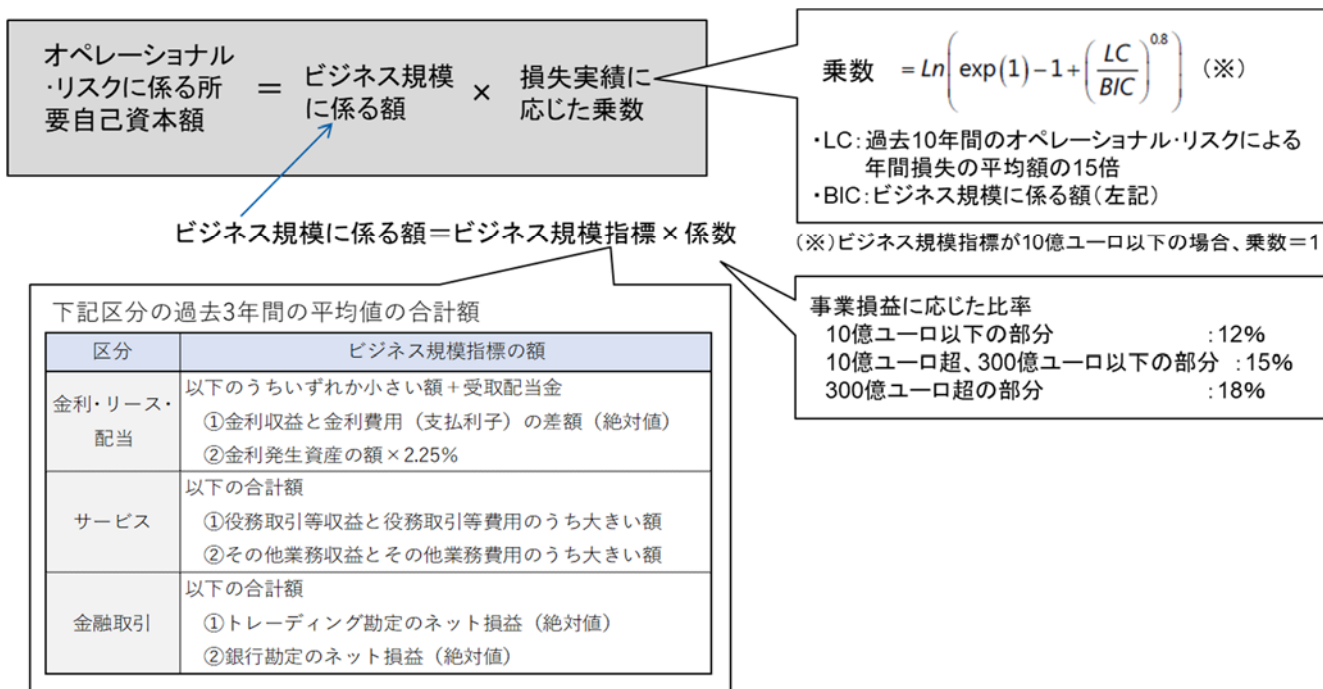 オペレーショナル
・リスクに係る所
要自己資本額
＝
ビジネス規模
に係る額
×
損失実績に
応じた乗数
乗数 = Ln(exp(1)−1+(LC/BIC)^0.8) （※）
・LC：過去10年間のオペレーショナル・リスクによる
年間損失の平均額の15倍
・BIC：ビジネス規模に係る額（左記）
（※）ビジネス規模指標が10億ユーロ以下の場合、乗数＝1
ビジネス規模に係る額＝ビジネス規模指標×係数
事業損益に応じた比率
10億ユーロ以下の部分 ：12%
10億ユーロ超、300億ユーロ以下の部分 ：15%
300億ユーロ超の部分 ：18%
下記区分の過去3年間の平均値の合計額
区分 ビジネス規模指標の額
金利・リース・
配当
以下のうちいずれか小さい額＋受取配当金
①金利収益と金利費用（支払利子）の差額（絶対値）
②金利発生資産の額×2.25%
サービス
以下の合計額
①役務取引等収益と役務取引等費用のうち大きい額
②その他業務収益とその他業務費用のうち大きい額
金融取引
以下の合計額
①トレーディング勘定のネット損益（絶対値）
②銀行勘定のネット損益（絶対値）